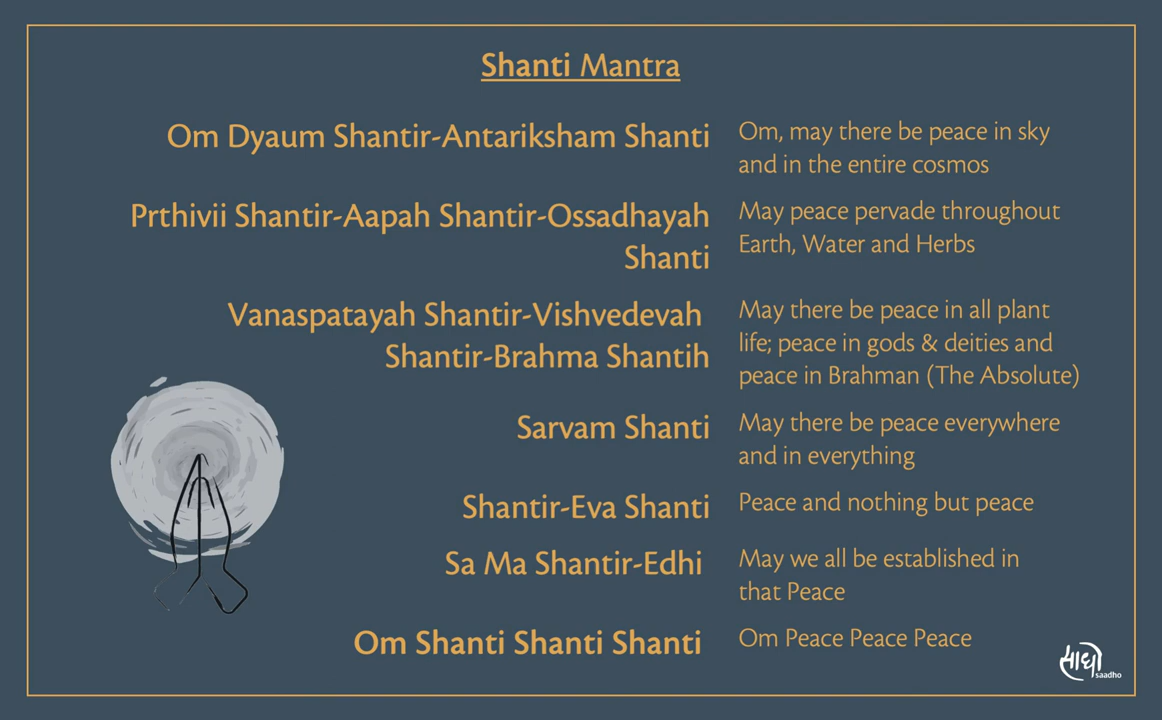 Shanti Mantra
Om Dyaum Shantir-Antariksham Shanti
Om, may there be peace in sky
and in the entire cosmos
Prthivii Shantir-Aapah Shantir-Ossadhayah
Shanti
May peace pervade throughout
Earth, Water and Herbs
Vanaspatayah Shantir-Vishvedevah
Shantir-Brahma Shantih
May there be peace in all plant
life; peace in gods & deities and
peace in Brahman (The Absolute)
Sarvam Shanti
May there be peace everywhere
and in everything
Shantir-Eva Shanti
Peace and nothing but peace
Sa Ma Shantir-Edhi
May we all be established in
that Peace
Om Shanti Shanti Shanti
Om Peace Peace Peace
साधो
saadho